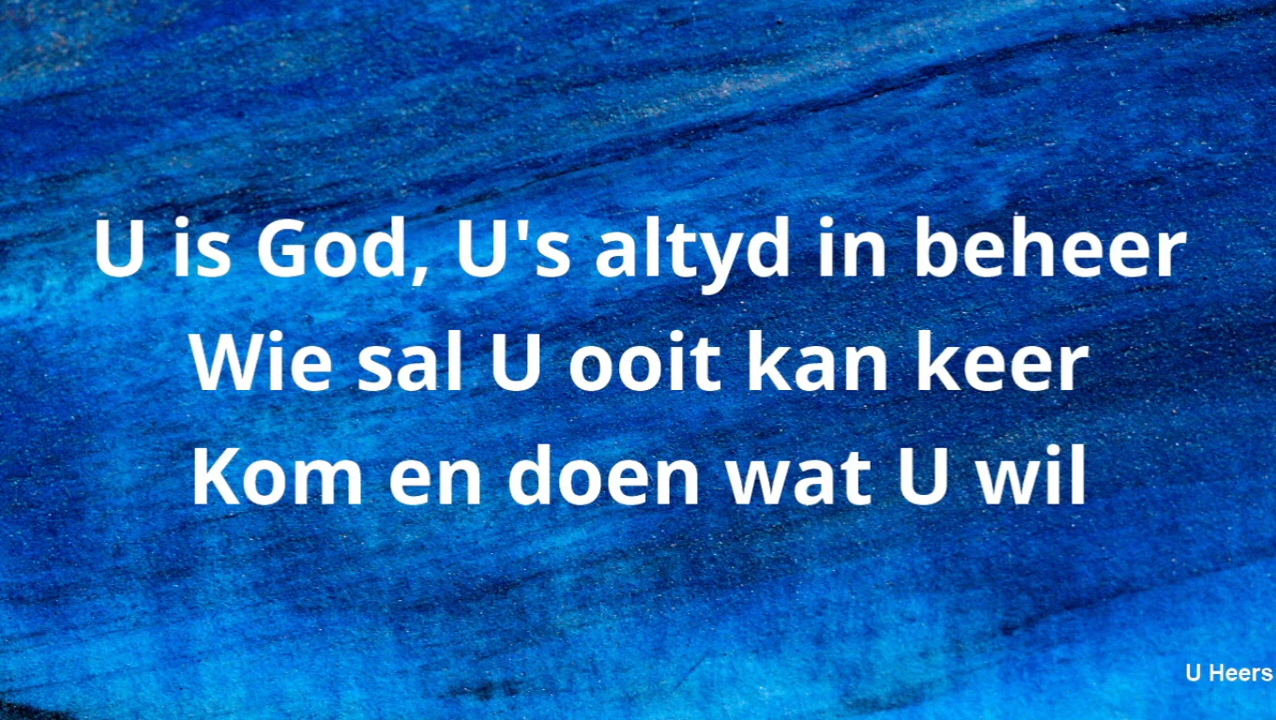 U is God, U's altyd in beheer
Wie sal U ooit kan keer
Kom en doen wat U wil
U Heers